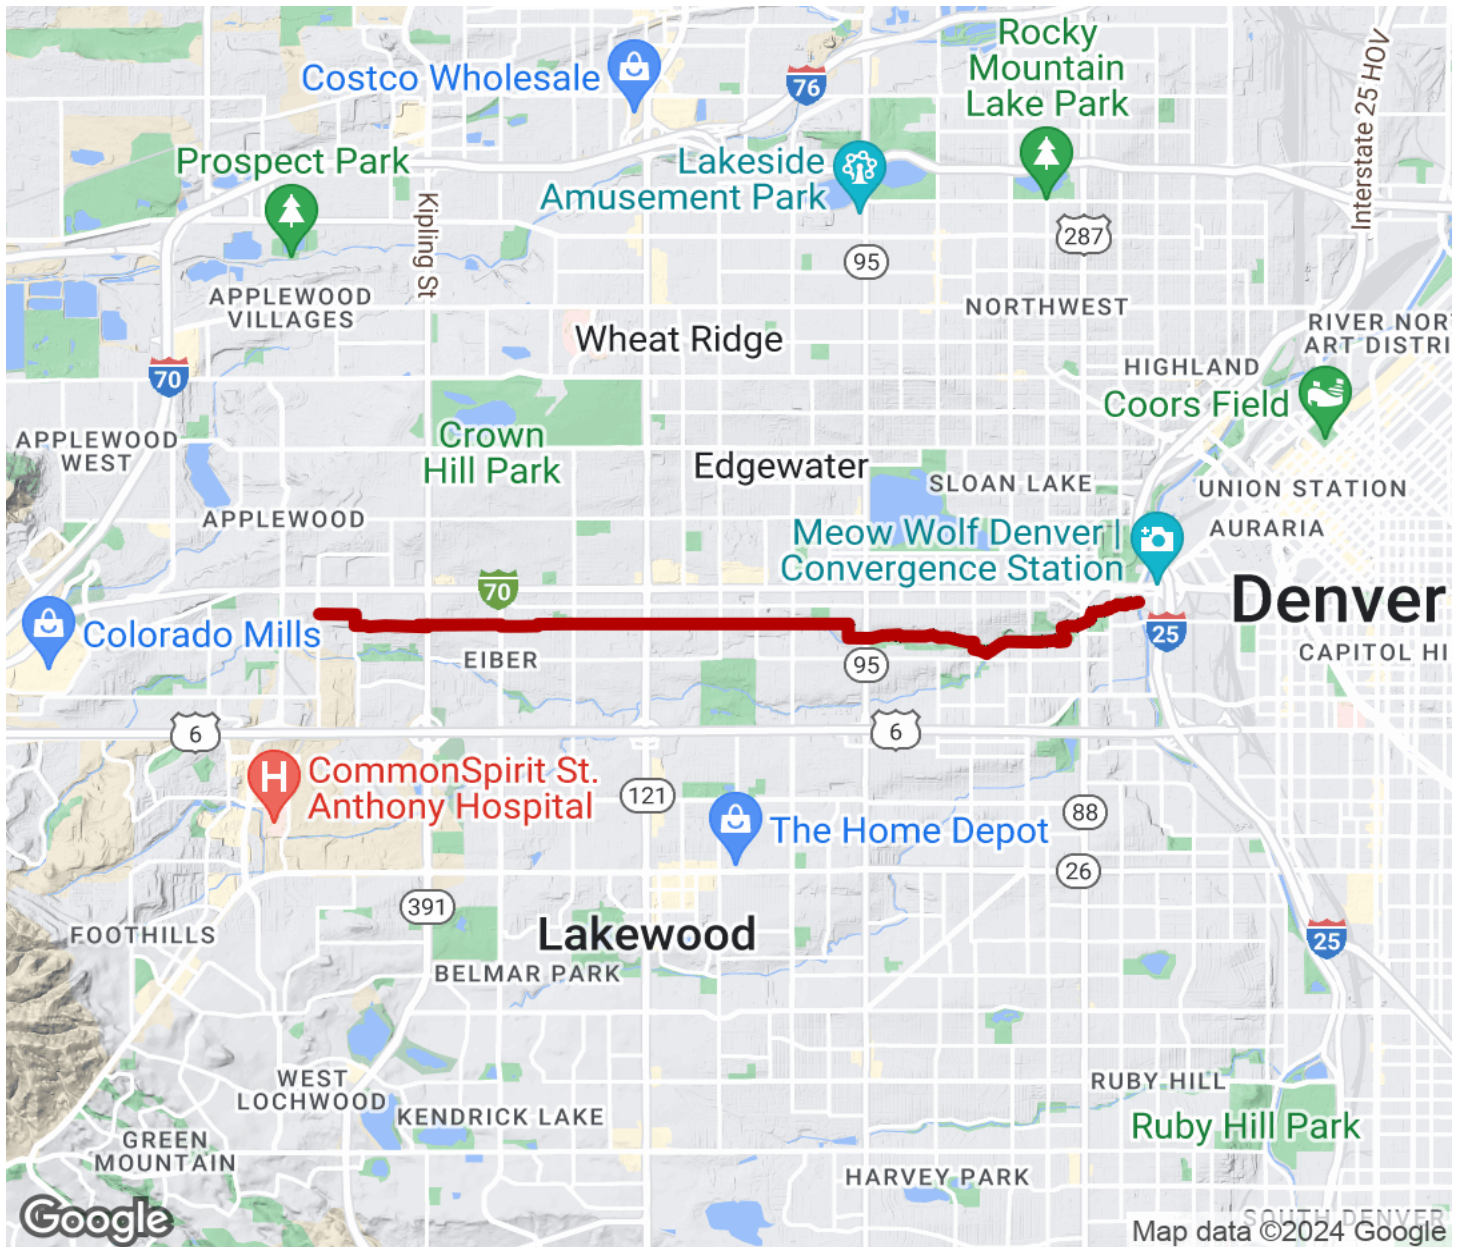 Rocky
Mountain
Lake Park
Costco Wholesale
76
Interstate 25 HOV
Prospect Park
Lakeside
Amusement Park
Kipling St
287
95
APPLEWOOD
VILLAGES
NORTHWEST
RIVER NOR
ART DISTRI
Wheat Ridge
70
HIGHLAND
Coors Field
APPLEWOOD
WEST
Crown
Hill Park
Edgewater
SLOAN LAKE
UNION STATION
APPLEWOOD
AURARIA
Meow Wolf Denver |
Convergence Station
70
Denver
Colorado Mills
25
EIBER
95
CAPITOL HI
6
6
H
CommonSpirit St.
Anthony Hospital
121
The Home Depot
88
26
391
FOOTHILLS
Lakewood
25
BELMAR PARK
WEST
LOCHWOOD
RUBY HILL
KENDRICK LAKE
Ruby Hill Park
GREEN
MOUNTAIN
HARVEY PARK
SOUTH DENVER
Google
Map data ©2024 Google